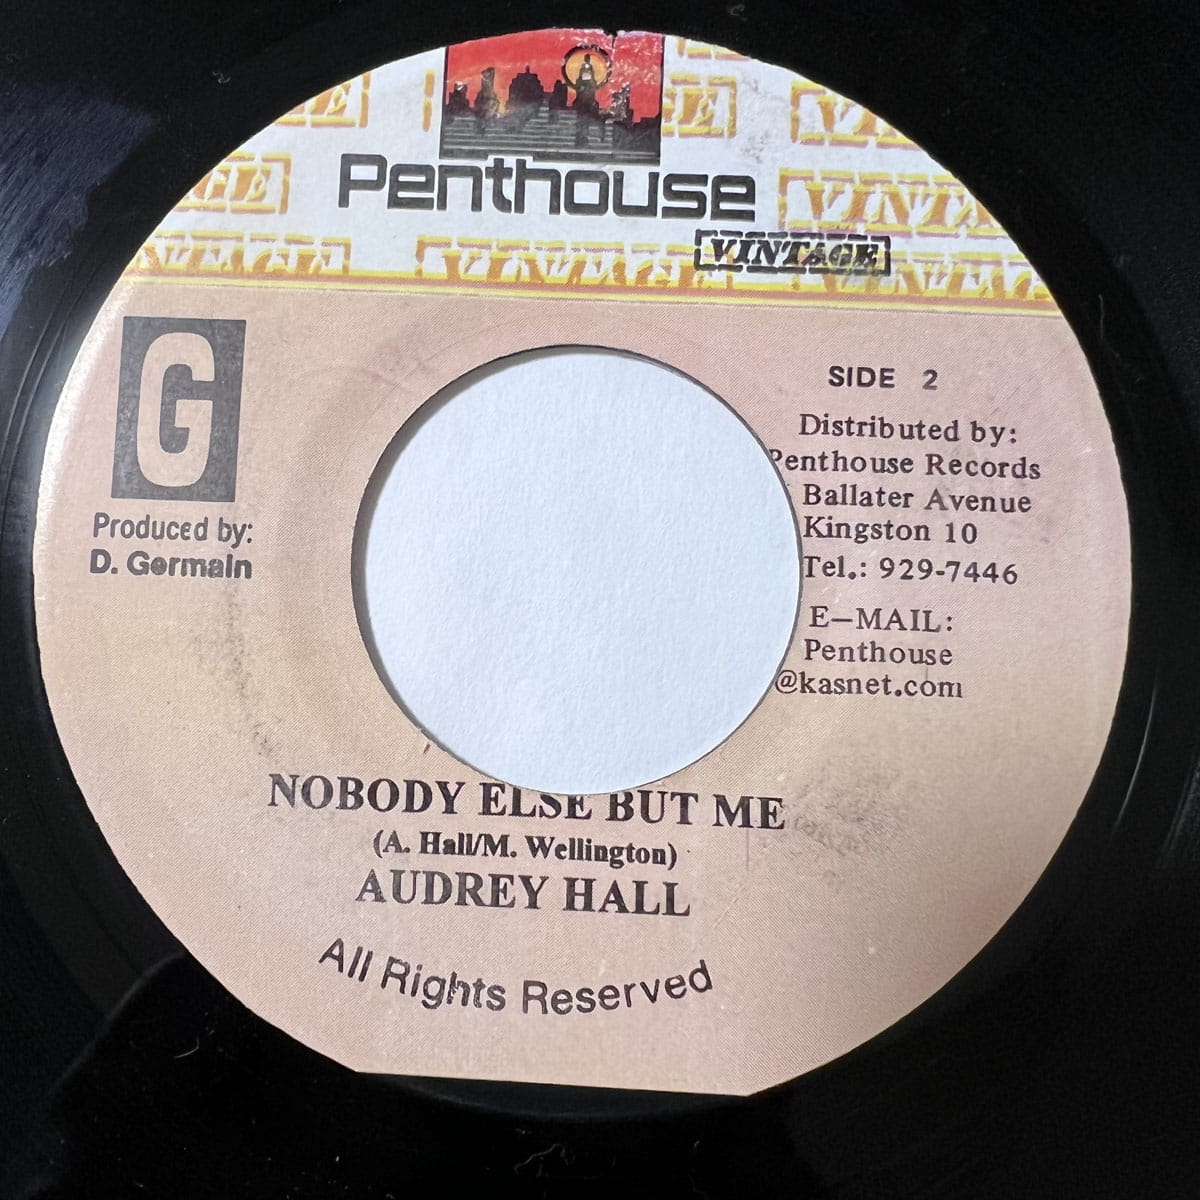 Penthouse
VINTAGE
G
Produced by:
D. Germain
SIDE 2
Distributed by:
Penthouse Records
Ballater Avenue
Kingston 10
Tel.: 929-7446
E-MAIL:
Penthouse
@kasnet.com
NOBODY ELSE BUT ME
(A. Hall/M. Wellington)
AUDREY HALL
All Rights Reserved